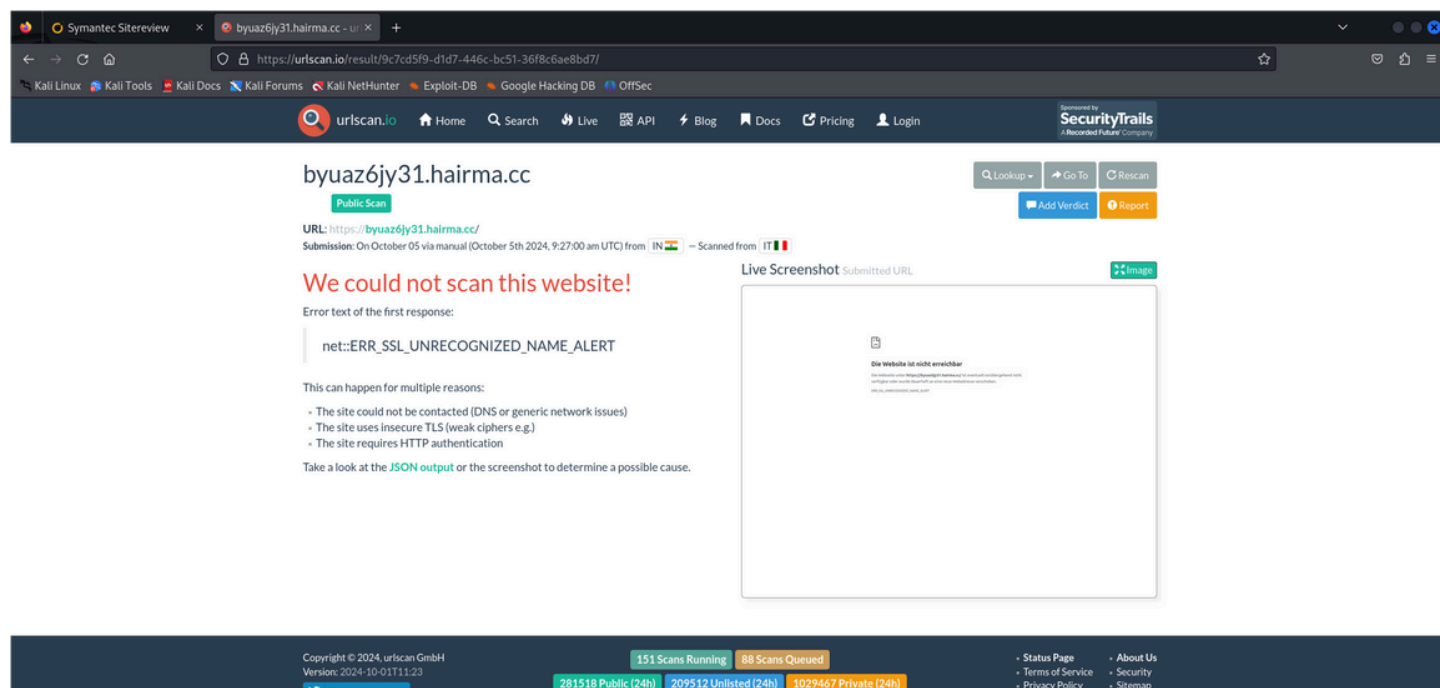 Symantec Sitereview
byuaz6jy31.hairma.cc - ur
https://urlscan.io/result/9c7cd5f9-d1d7-446c-bc51-36f8c6ae8bd7/
Kali Linux Kali Tools Kali Docs Kali Forums Kali NetHunter Exploit-DB Google Hacking DB OffSec
urlscan.io Home Search Live API Blog Docs Pricing Login
Sponsored by
SecurityTrails
A Recorded Future Company
byuaz6jy31.hairma.cc
Lookup Go To Rescan
Public Scan
Add Verdict Report
URL: https://byuaz6jy31.hairma.cc/
Submission: On October 05 via manual (October 5th 2024, 9:27:00 am UTC) from IN — Scanned from IT
We could not scan this website!
Error text of the first response:
net::ERR_SSL_UNRECOGNIZED_NAME_ALERT
This can happen for multiple reasons:
• The site could not be contacted (DNS or generic network issues)
• The site uses insecure TLS (weak ciphers e.g.)
• The site requires HTTP authentication
Take a look at the JSON output or the screenshot to determine a possible cause.
Live Screenshot Submitted URL
Image
Die Website ist nicht erreichbar
ERR_SSL_UNRECOGNIZED_NAME_ALERT
Copyright © 2024, urlscan GmbH
Version: 2024-10-01T11:23
151 Scans Running 88 Scans Queued
281518 Public (24h) 209512 Unlisted (24h) 1029467 Private (24h)
• Status Page
• Terms of Service
• Privacy Policy
• About Us
• Security
• Sitemap